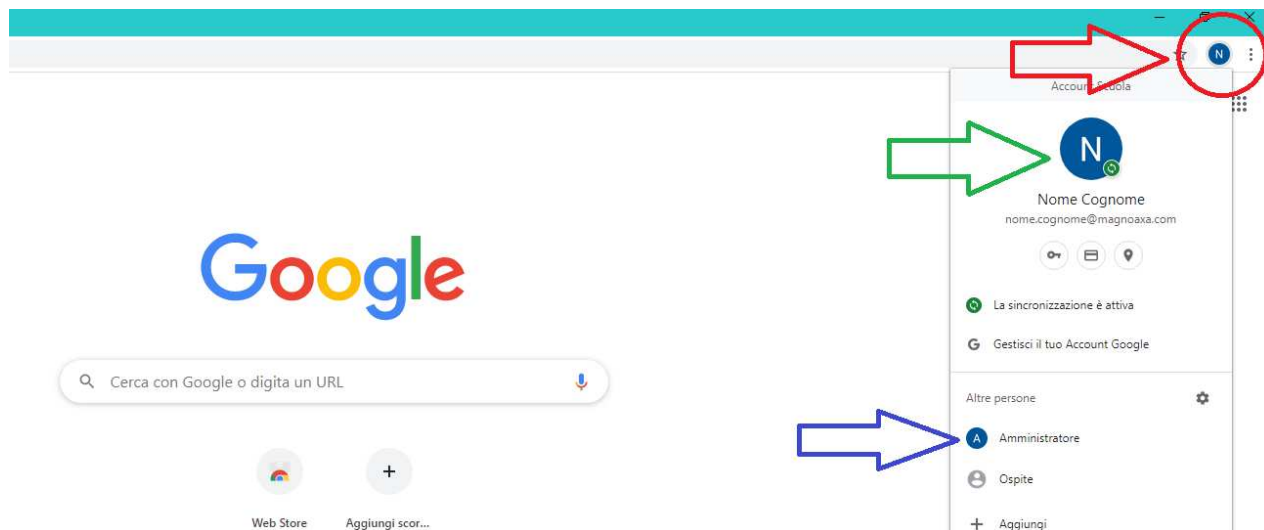 N
Account Scuola
N
Nome Cognome
nome.cognome@magnoaxa.com
La sincronizzazione è attiva
G Gestisci il tuo Account Google
Altre persone
A Amministratore
Ospite
+ Aggiungi
Google
Cerca con Google o digita un URL
+
Web Store Aggiungi scor...